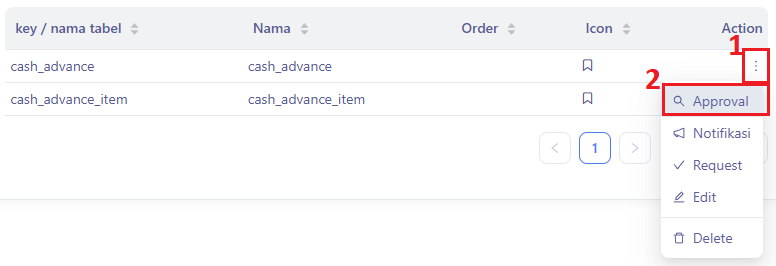 key / nama tabel Nama Order Icon Action
1
cash_advance cash_advance
2
cash_advance_item cash_advance_item
Approval
1
Notifikasi
Request
Edit
Delete